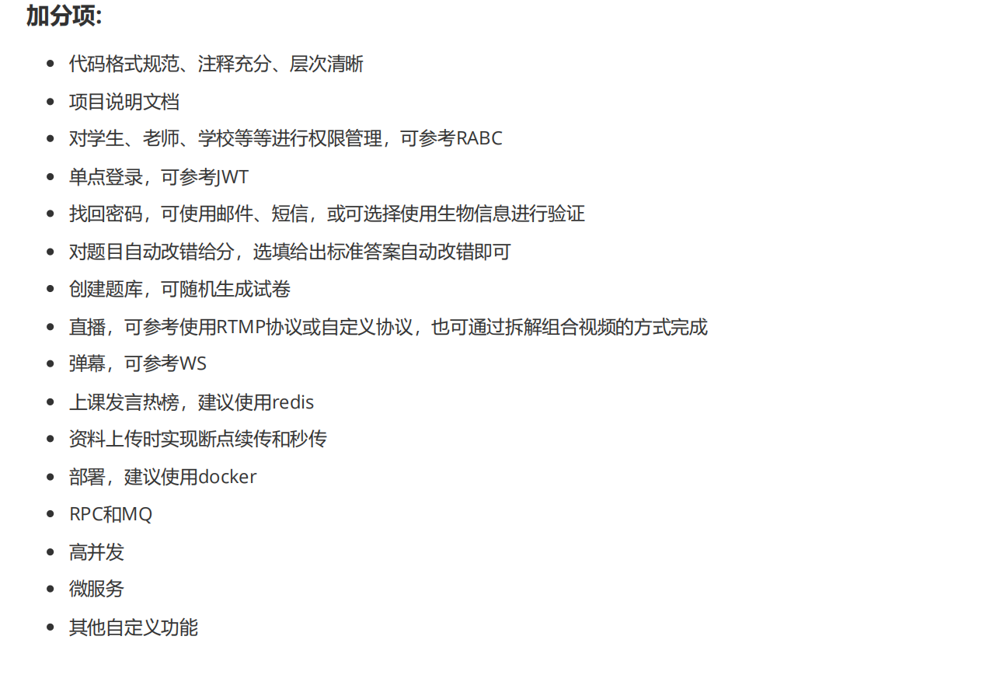 加分项:
代码格式规范、注释充分、层次清晰
项目说明文档
对学生、老师、学校等等进行权限管理，可参考RABC
单点登录，可参考JWT
找回密码，可使用邮件、短信，或可选择使用生物信息进行验证
对题目自动改错给分，选填给出标准答案自动改错即可
创建题库，可随机生成试卷
直播，可参考使用RTMP协议或自定义协议，也可通过拆解组合视频的方式完成
弹幕，可参考WS
上课发言热榜，建议使用redis
资料上传时实现断点续传和秒传
部署，建议使用docker
RPC和MQ
高并发
微服务
其他自定义功能